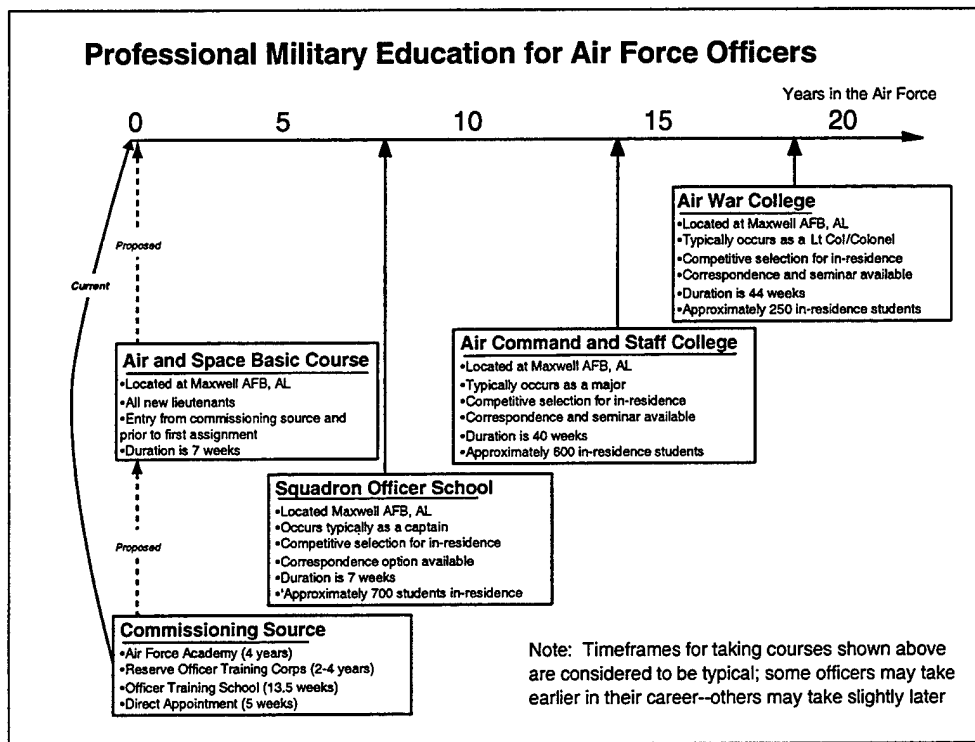 Professional Military Education for Air Force Officers
Years in the Air Force
0 5 10 15 20
Air War College
•Located at Maxwell AFB, AL
•Typically occurs as a Lt Col/Colonel
•Competitive selection for in-residence
•Correspondence and seminar available
•Duration is 44 weeks
•Approximately 250 in-residence students
Proposed
Current
Air Command and Staff College
•Located at Maxwell AFB, AL
•Typically occurs as a major
•Competitive selection for in-residence
•Correspondence and seminar available
•Duration is 40 weeks
•Approximately 600 in-residence students
Air and Space Basic Course
•Located at Maxwell AFB, AL
•All new lieutenants
•Entry from commissioning source and
prior to first assignment
•Duration is 7 weeks
Squadron Officer School
•Located Maxwell AFB, AL
•Occurs typically as a captain
•Competitive selection for in-residence
•Correspondence option available
•Duration is 7 weeks
•'Approximately 700 students in-residence
Proposed
Commissioning Source
•Air Force Academy (4 years)
•Reserve Officer Training Corps (2-4 years)
•Officer Training School (13.5 weeks)
•Direct Appointment (5 weeks)
Note: Timeframes for taking courses shown above
are considered to be typical; some officers may take
earlier in their career--others may take slightly later